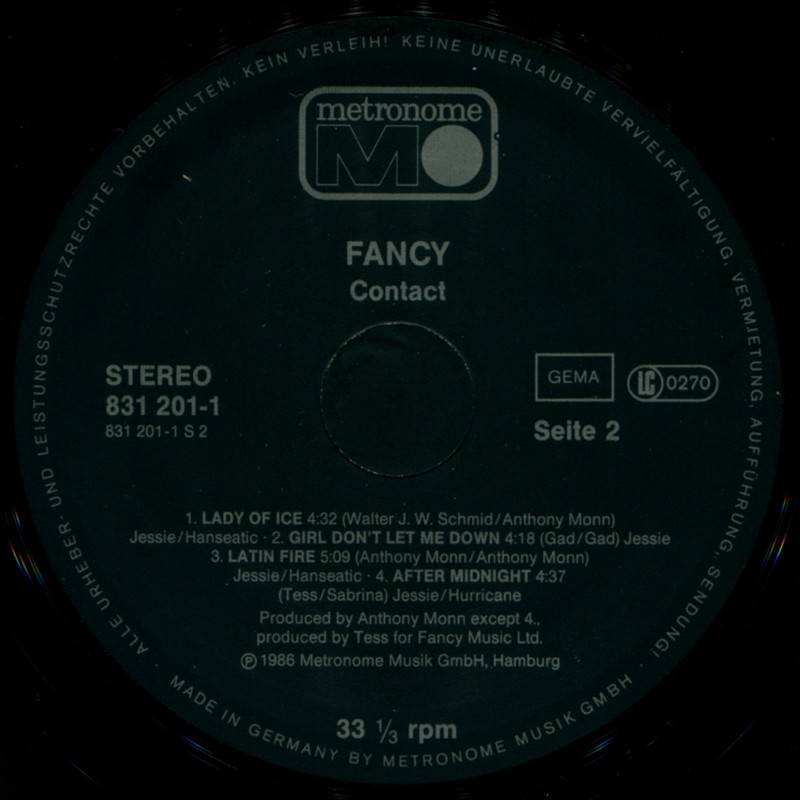 ALLE URHEBER- UND LEISTUNGSSCHUTZRECHTE VORBEHALTEN. KEIN VERLEIH! KEINE UNERLAUBTE VERVIELFÄLTIGUNG, VERMIETUNG, AUFFÜHRUNG, SENDUNG!
metronome
MO
FANCY
Contact
STEREO
831 201-1
831 201-1 S 2
GEMA
LC 0270
Seite 2
1. LADY OF ICE 4:32 (Walter J. W. Schmid/Anthony Monn)
Jessie/Hanseatic · 2. GIRL DON'T LET ME DOWN 4:18 (Gad/Gad) Jessie
3. LATIN FIRE 5:09 (Anthony Monn/Anthony Monn)
Jessie/Hanseatic · 4. AFTER MIDNIGHT 4:37
(Tess/Sabrina) Jessie/Hurricane
Produced by Anthony Monn except 4.,
produced by Tess for Fancy Music Ltd.
℗ 1986 Metronome Musik GmbH, Hamburg
33 ⅓ rpm
· MADE IN GERMANY BY METRONOME MUSIK GMBH ·